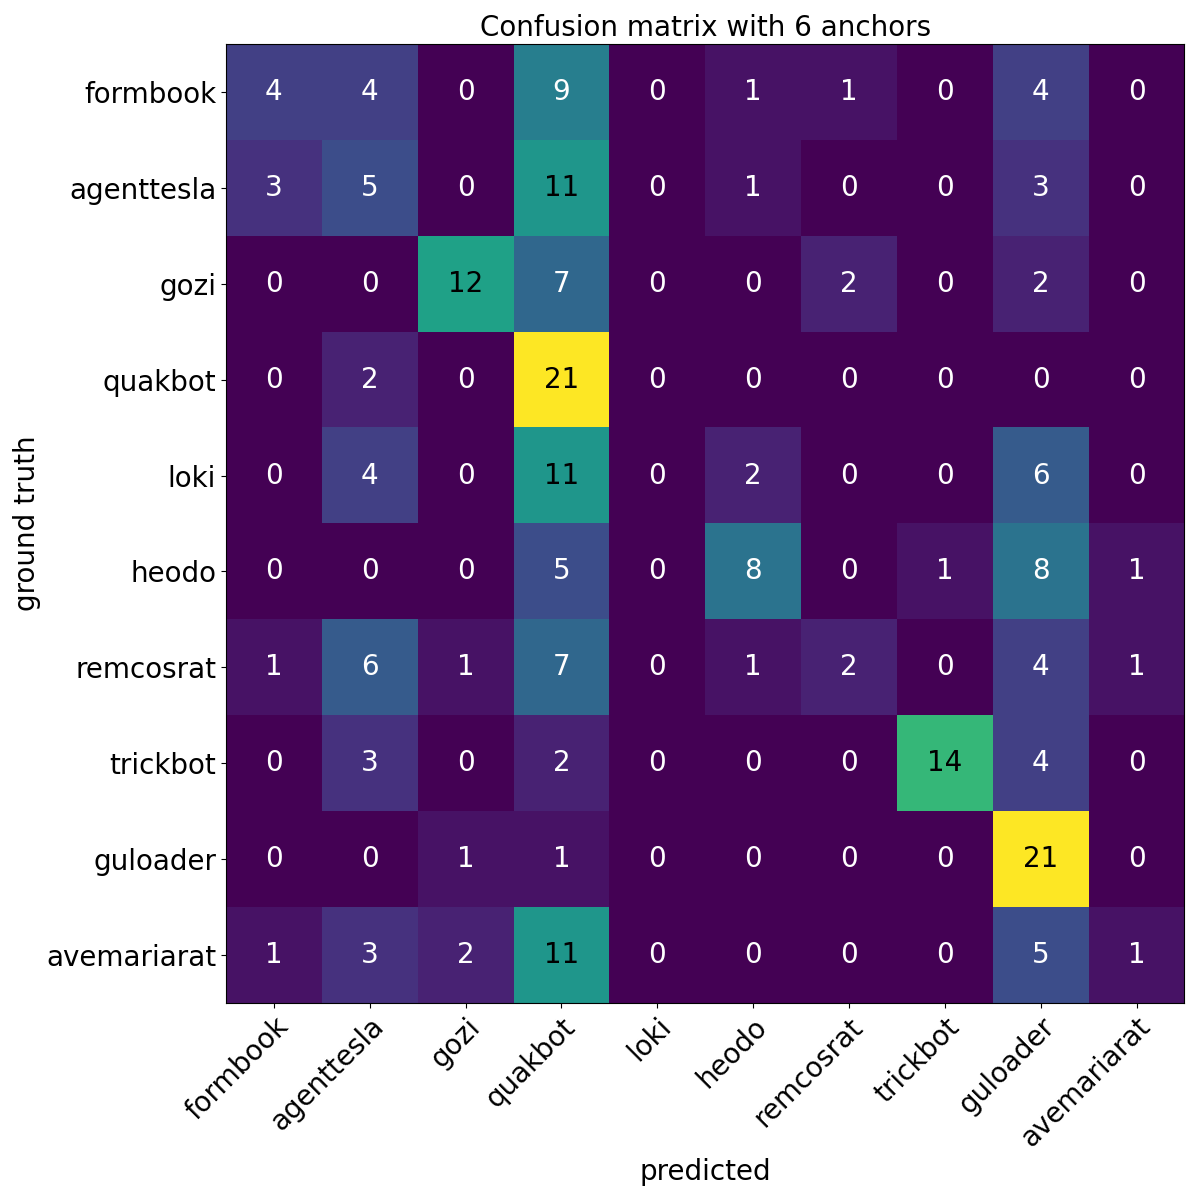 Confusion matrix with 6 anchors
formbook 4 4 0 9 0 1 1 0 4 0
agenttesla 3 5 0 11 0 1 0 0 3 0
gozi 0 0 12 7 0 0 2 0 2 0
quakbot 0 2 0 21 0 0 0 0 0 0
loki 0 4 0 11 0 2 0 0 6 0
heodo 0 0 0 5 0 8 0 1 8 1
remcosrat 1 6 1 7 0 1 2 0 4 1
trickbot 0 3 0 2 0 0 0 14 4 0
guloader 0 0 1 1 0 0 0 0 21 0
avemariarat 1 3 2 11 0 0 0 0 5 1
ground truth
formbook agenttesla gozi quakbot loki heodo remcosrat trickbot guloader avemariarat
predicted